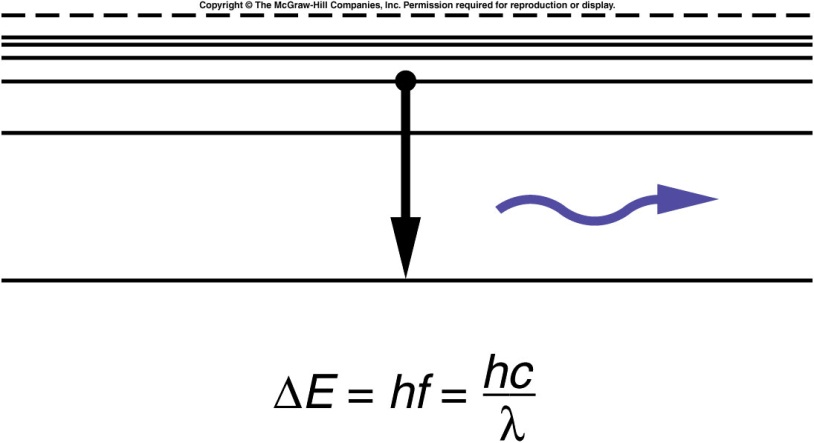 Copyright © The McGraw-Hill Companies, Inc. Permission required for reproduction or display.
ΔE = hf = hc/λ